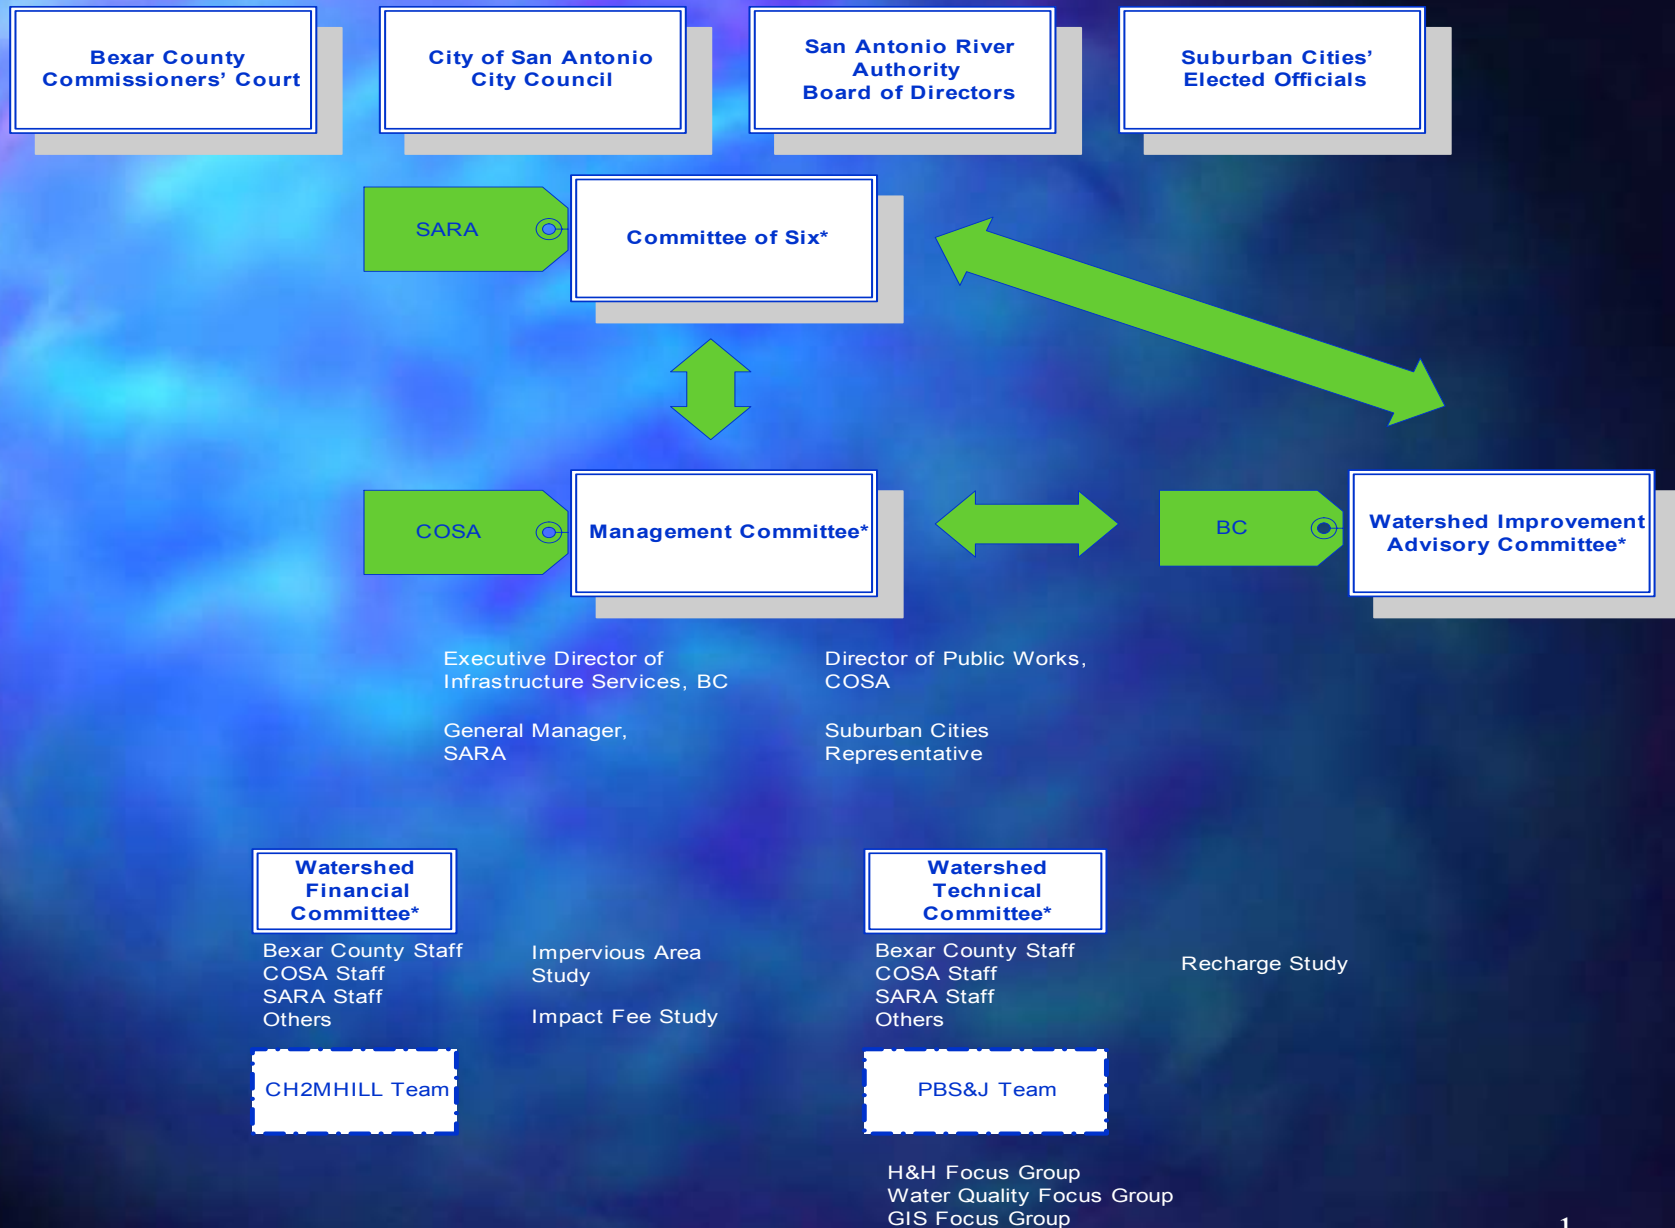 Bexar County
Commissioners' Court
City of San Antonio
City Council
San Antonio River
Authority
Board of Directors
Suburban Cities'
Elected Officials
SARA
Committee of Six*
COSA
Management Committee*
BC
Watershed Improvement
Advisory Committee*
Executive Director of
Infrastructure Services, BC
General Manager,
SARA
Director of Public Works,
COSA
Suburban Cities
Representative
Watershed
Financial
Committee*
Bexar County Staff
COSA Staff
SARA Staff
Others
Impervious Area
Study
Impact Fee Study
CH2MHILL Team
Watershed
Technical
Committee*
Bexar County Staff
COSA Staff
SARA Staff
Others
Recharge Study
PBS&J Team
H&H Focus Group
Water Quality Focus Group
GIS Focus Group
1